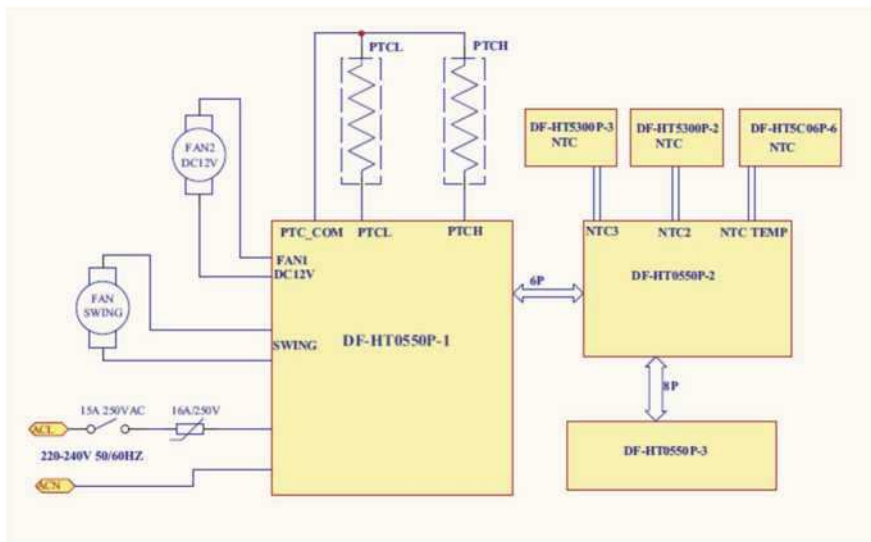 PTCL
PTCH
FAN2
DC12V
DF-HT5300P-3
NTC
DF-HT5300P-2
NTC
DF-HT5C06P-6
NTC
PTC_COM
PTCL
PTCH
NTC3
NTC2
NTC TEMP
FAN1
DC12V
6P
DF-HT0550P-2
FAN
SWING
SWING
DF-HT0550P-1
8P
15A 250VAC
16A/250V
ACL
220-240V 50/60HZ
DF-HT0550P-3
ACN